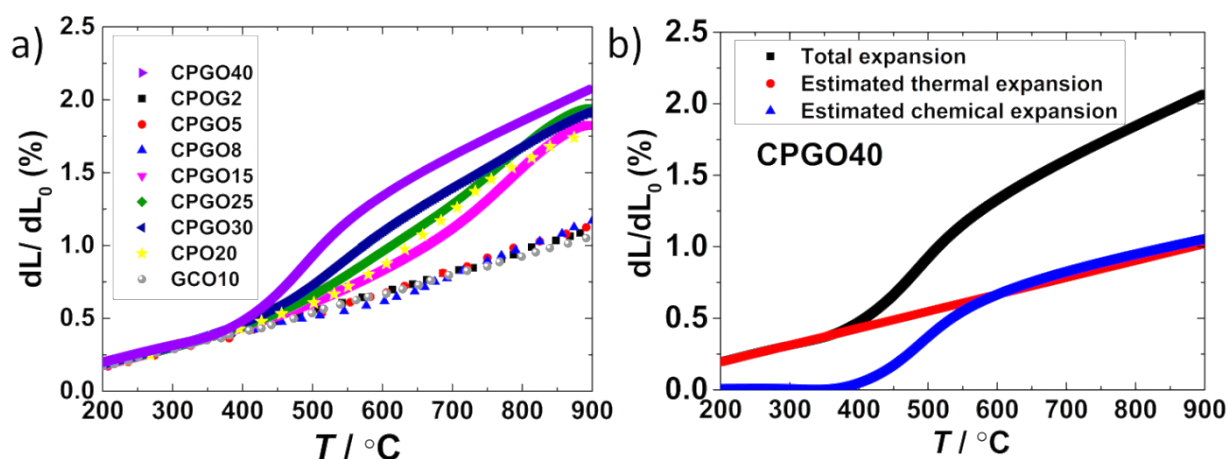 a)
2.5
2.0
1.5
1.0
0.5
0.0
dL/ dL₀ (%)
CPGO40
CPOG2
CPGO5
CPGO8
CPGO15
CPGO25
CPGO30
CPO20
GCO10
200 300 400 500 600 700 800 900
T / °C
b)
2.5
2.0
1.5
1.0
0.5
0.0
dL/ dL₀ (%)
Total expansion
Estimated thermal expansion
Estimated chemical expansion
CPGO40
200 300 400 500 600 700 800 900
T / °C